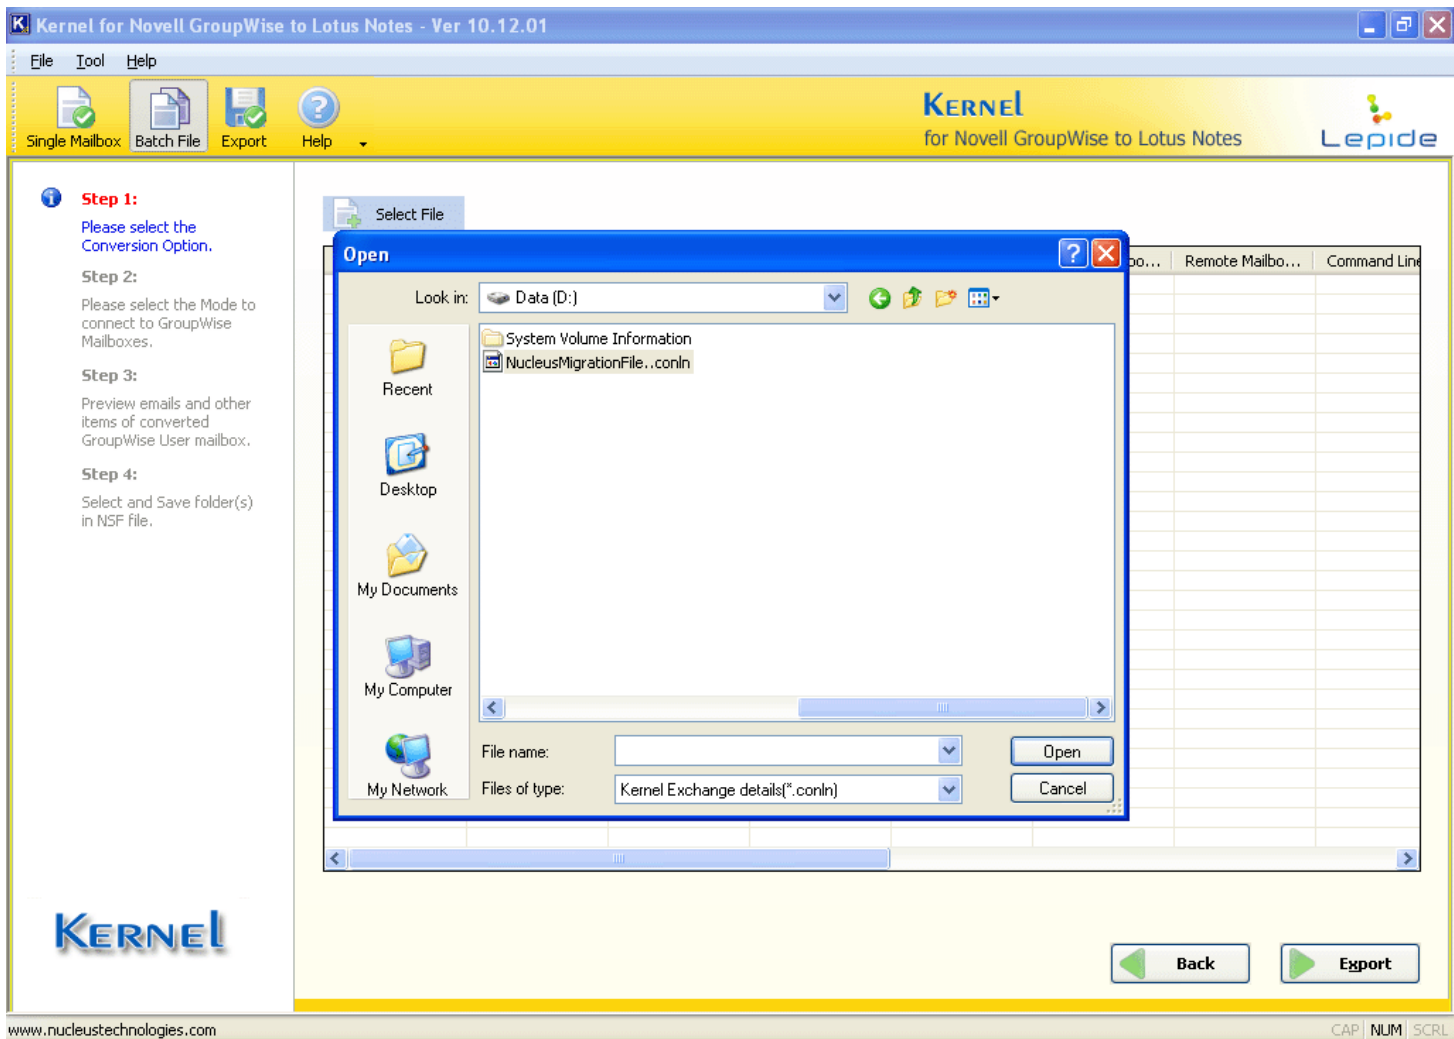 Kernel for Novell GroupWise to Lotus Notes - Ver 10.12.01
File Tool Help
Single Mailbox Batch File Export Help
KERNEL
for Novell GroupWise to Lotus Notes
Lepide
Step 1:
Please select the
Conversion Option.
Step 2:
Please select the Mode to
connect to GroupWise
Mailboxes.
Step 3:
Preview emails and other
items of converted
GroupWise User mailbox.
Step 4:
Select and Save folder(s)
in NSF file.
KERNEL
Select File
Remote Mailbo... Command Line
Open
Look in: Data (D:)
System Volume Information
NucleusMigrationFile..conln
Recent
Desktop
My Documents
My Computer
My Network
File name:
Open
Files of type: Kernel Exchange details(*.conln)
Cancel
Back
Export
www.nucleustechnologies.com
CAP NUM SCRL